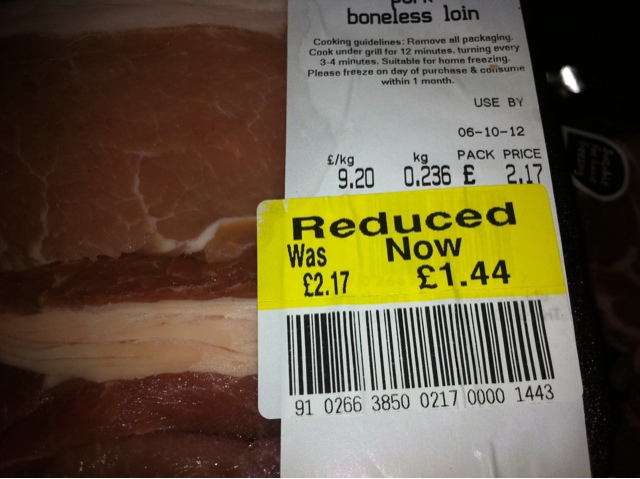 pork
boneless loin
Cooking guidelines: Remove all packaging.
Cook under grill for 12 minutes, turning every
3-4 minutes. Suitable for home freezing.
Please freeze on day of purchase & consume
within 1 month.
USE BY
06-10-12
£/kg kg PACK PRICE
9.20 0.236 £ 2.17
Reduced
Was Now
£2.17 £1.44
91 0266 3850 0217 0000 1443